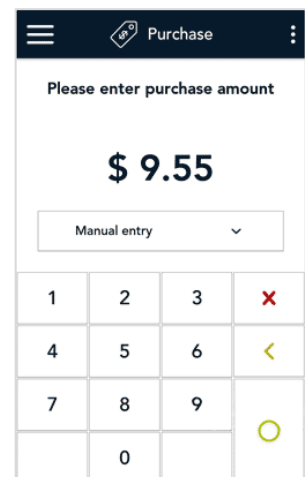 Purchase
Please enter purchase amount
$ 9.55
Manual entry
1 2 3
4 5 6
7 8 9
0